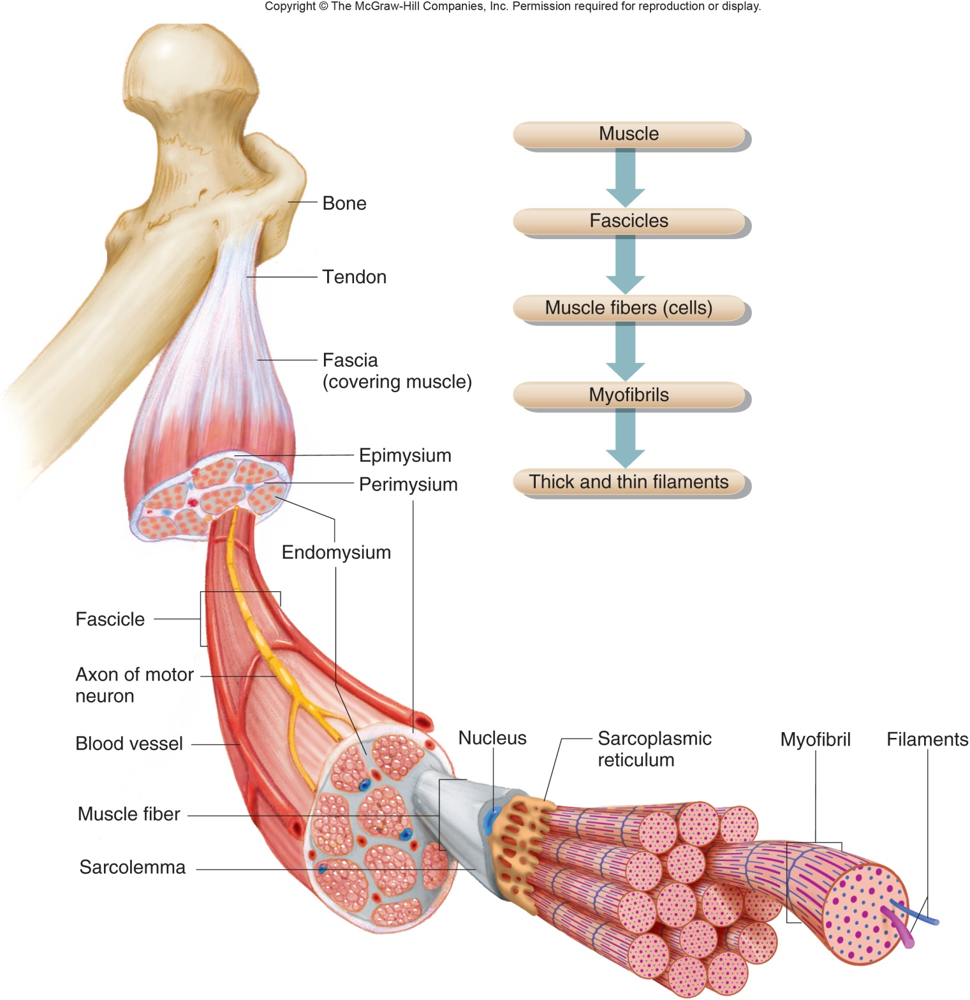 Copyright © The McGraw-Hill Companies, Inc. Permission required for reproduction or display.
Muscle
Fascicles
Muscle fibers (cells)
Myofibrils
Thick and thin filaments
Bone
Tendon
Fascia
(covering muscle)
Epimysium
Perimysium
Endomysium
Fascicle
Axon of motor
neuron
Blood vessel
Muscle fiber
Sarcolemma
Nucleus
Sarcoplasmic
reticulum
Myofibril
Filaments